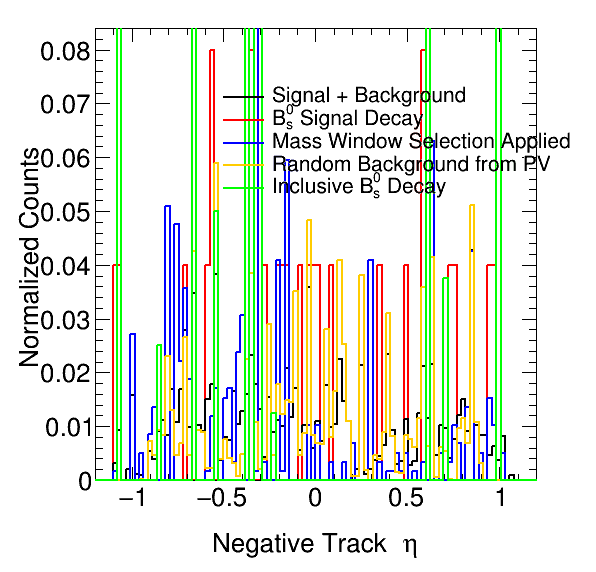 0.08
0.07
0.06
0.05
0.04
0.03
0.02
0.01
0
Normalized Counts
Signal + Background
B⁰ₛ Signal Decay
Mass Window Selection Applied
Random Background from PV
Inclusive B⁰ₛ Decay
−1 −0.5 0 0.5 1
Negative Track η